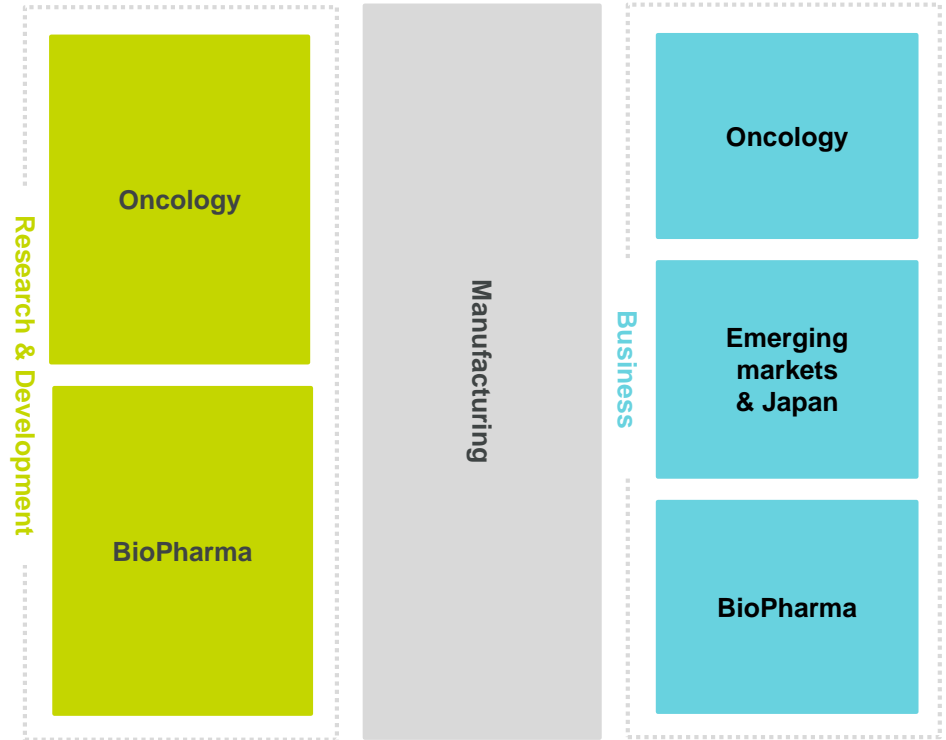 Research & Development
Oncology
BioPharma
Manufacturing
Business
Oncology
Emerging
markets
& Japan
BioPharma